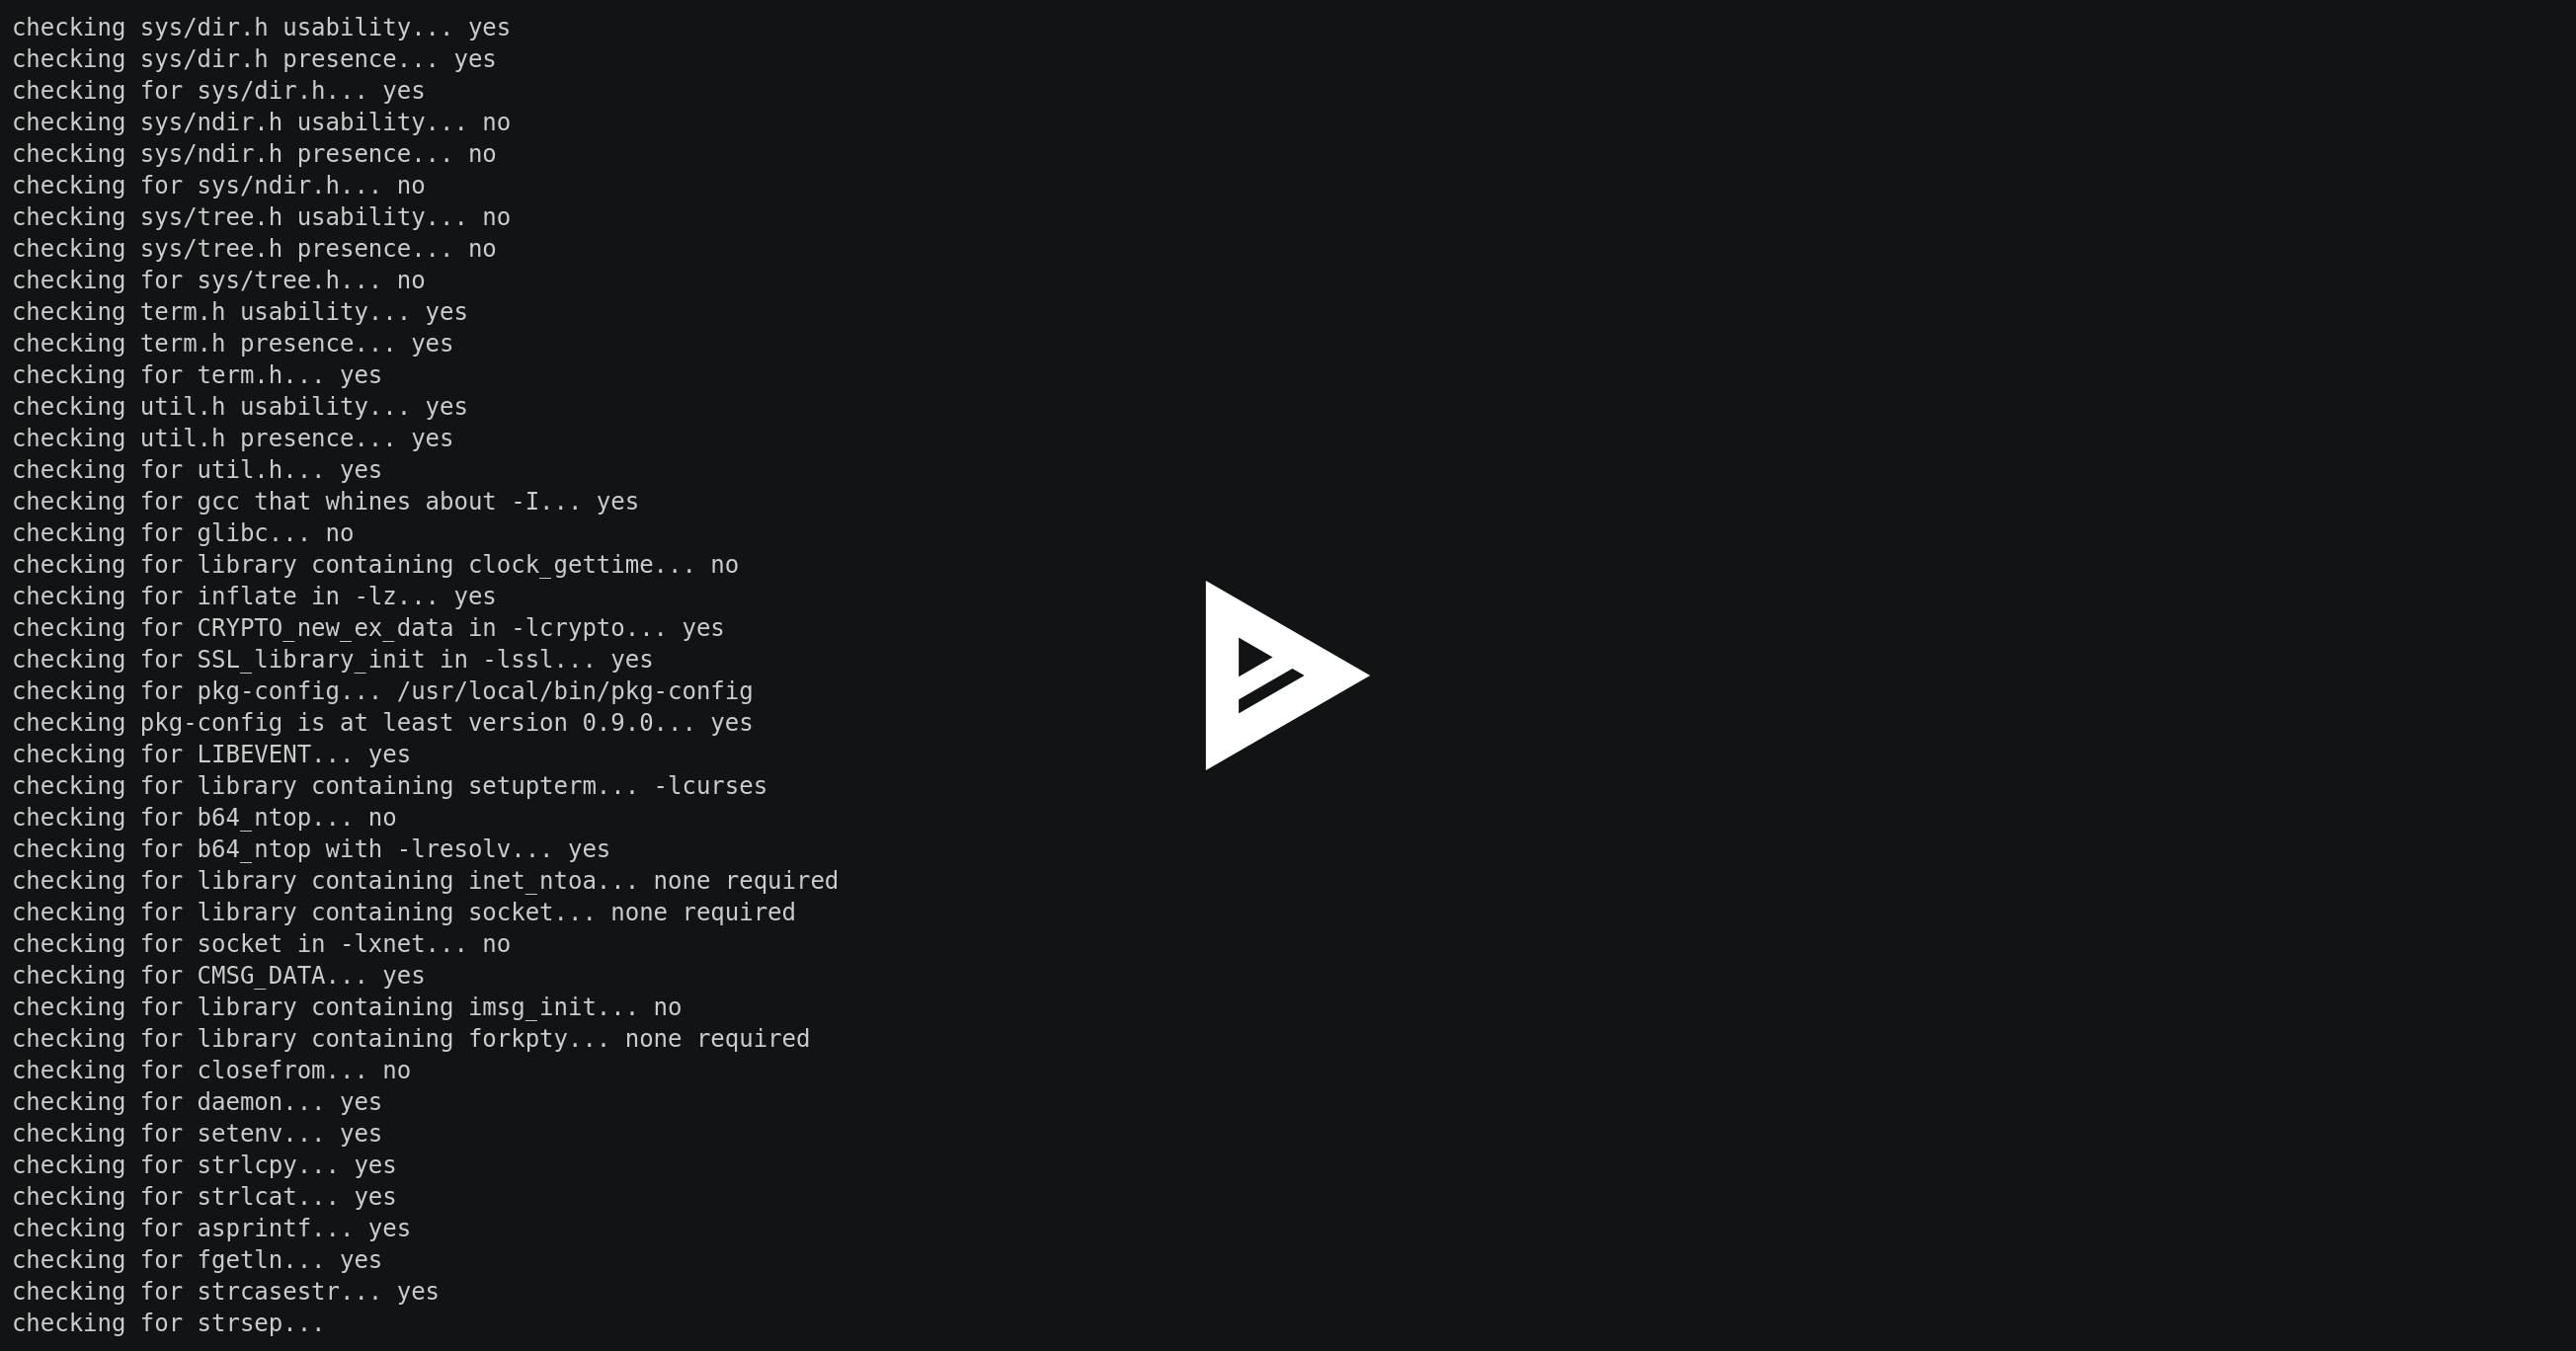 checking sys/dir.h usability... yes
checking sys/dir.h presence... yes
checking for sys/dir.h... yes
checking sys/ndir.h usability... no
checking sys/ndir.h presence... no
checking for sys/ndir.h... no
checking sys/tree.h usability... no
checking sys/tree.h presence... no
checking for sys/tree.h... no
checking term.h usability... yes
checking term.h presence... yes
checking for term.h... yes
checking util.h usability... yes
checking util.h presence... yes
checking for util.h... yes
checking for gcc that whines about -I... yes
checking for glibc... no
checking for library containing clock_gettime... no
checking for inflate in -lz... yes
checking for CRYPTO_new_ex_data in -lcrypto... yes
checking for SSL_library_init in -lssl... yes
checking for pkg-config... /usr/local/bin/pkg-config
checking pkg-config is at least version 0.9.0... yes
checking for LIBEVENT... yes
checking for library containing setupterm... -lcurses
checking for b64_ntop... no
checking for b64_ntop with -lresolv... yes
checking for library containing inet_ntoa... none required
checking for library containing socket... none required
checking for socket in -lxnet... no
checking for CMSG_DATA... yes
checking for library containing imsg_init... no
checking for library containing forkpty... none required
checking for closefrom... no
checking for daemon... yes
checking for setenv... yes
checking for strlcpy... yes
checking for strlcat... yes
checking for asprintf... yes
checking for fgetln... yes
checking for strcasestr... yes
checking for strsep...